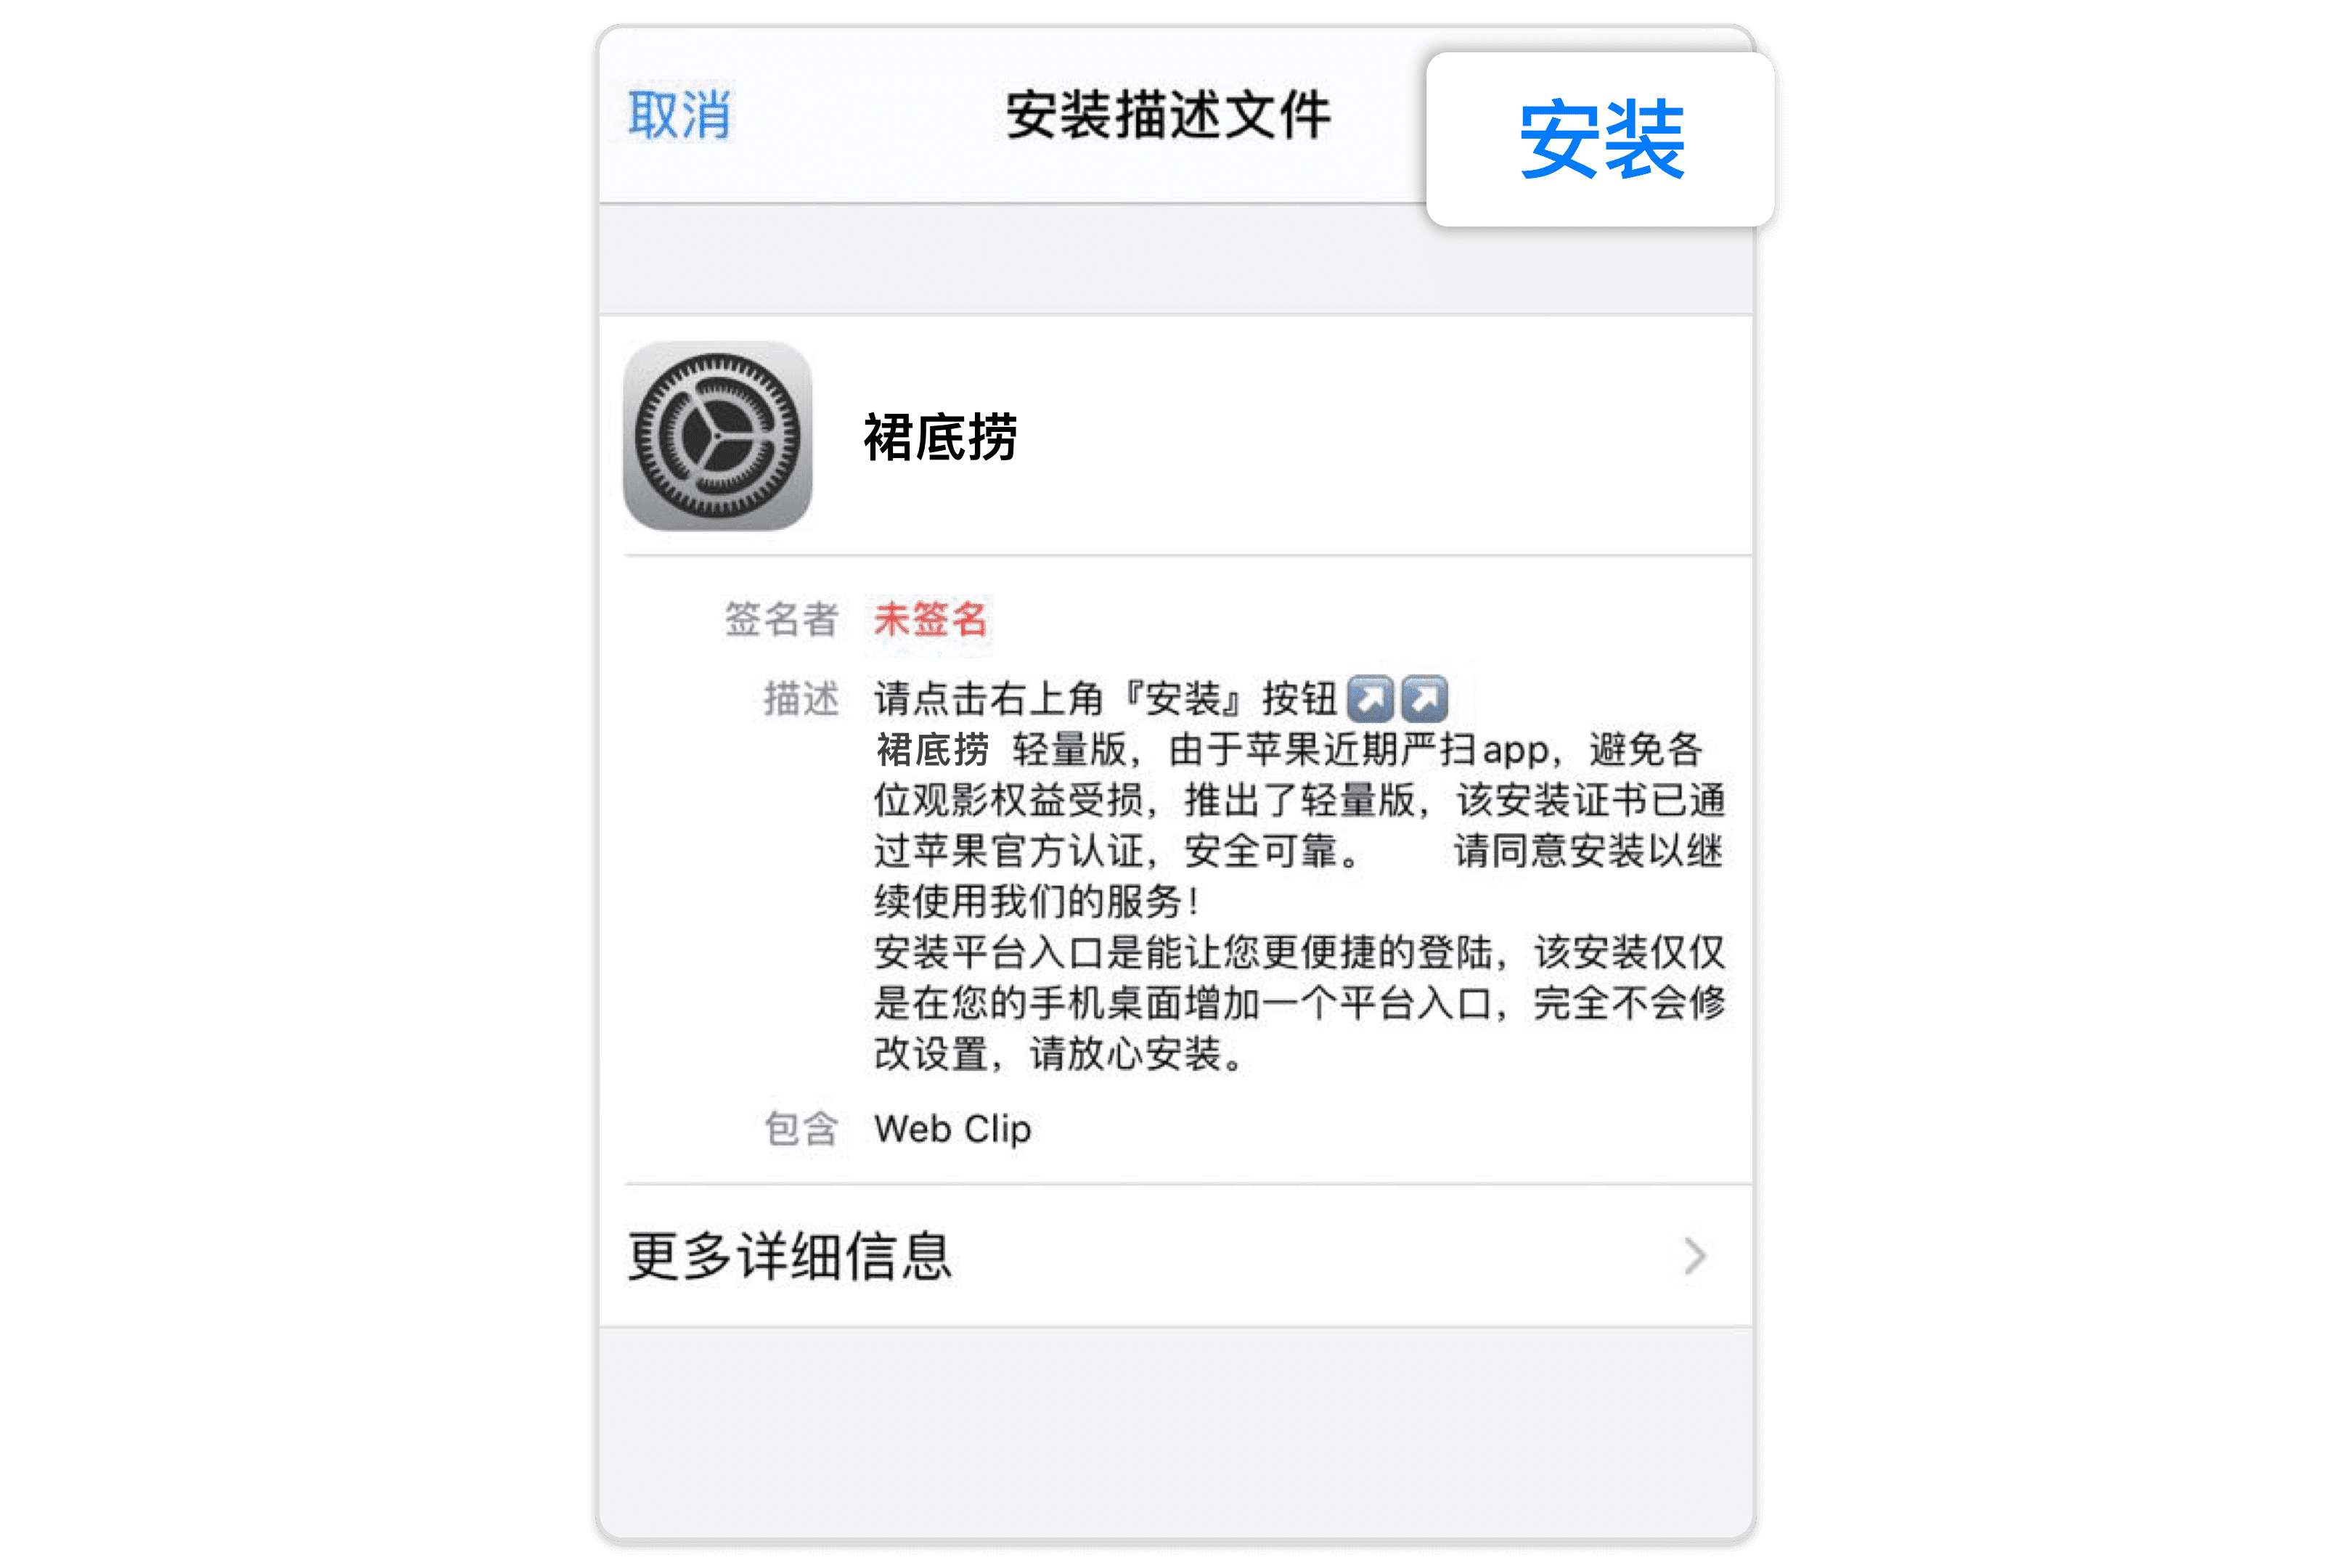 取消
安装描述文件
安装
裙底捞
签名者 未签名
描述 请点击右上角『安装』按钮↗️↗️
裙底捞 轻量版，由于苹果近期严扫app，避免各
位观影权益受损，推出了轻量版，该安装证书已通
过苹果官方认证，安全可靠。 请同意安装以继
续使用我们的服务！
安装平台入口是能让您更便捷的登陆，该安装仅仅
是在您的手机桌面增加一个平台入口，完全不会修
改设置，请放心安装。
包含 Web Clip
更多详细信息